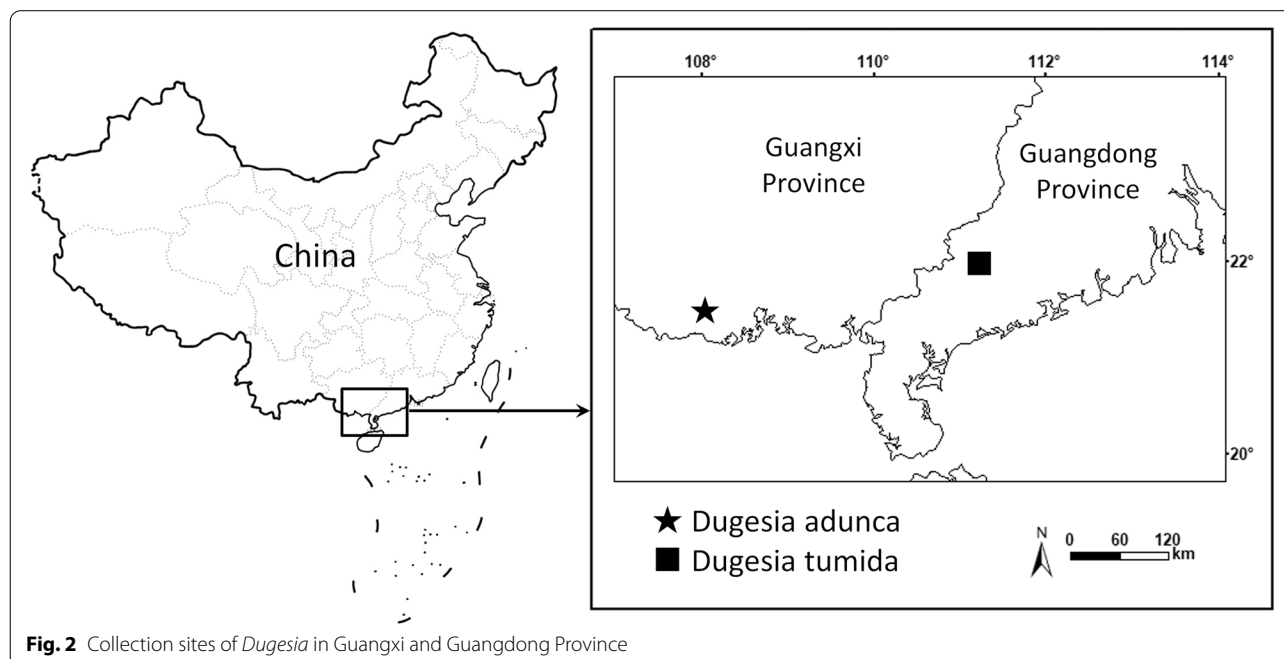 China
108°
110°
112°
114°
Guangxi
Province
Guangdong
Province
22°
20°
Dugesia adunca
Dugesia tumida
N
0 60 120
km
Fig. 2 Collection sites of Dugesia in Guangxi and Guangdong Province